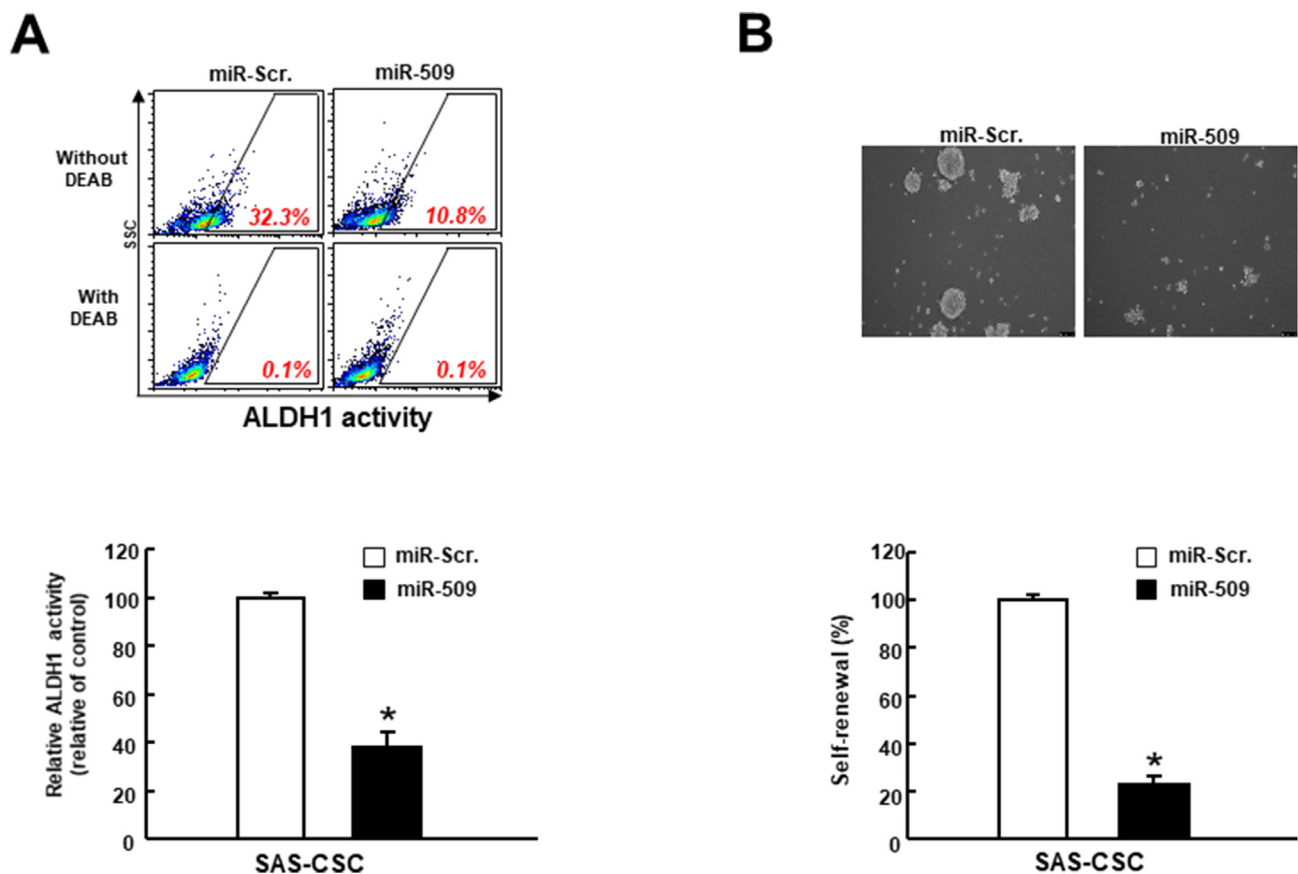 A
miR-Scr.
miR-509
Without
DEAB
32.3%
10.8%
SSC
With
DEAB
0.1%
0.1%
ALDH1 activity
Relative ALDH1 activity
(relative of control)
120
100
80
60
40
20
0
miR-Scr.
miR-509
*
SAS-CSC
B
miR-Scr.
miR-509
Self-renewal (%)
120
100
80
60
40
20
0
miR-Scr.
miR-509
*
SAS-CSC